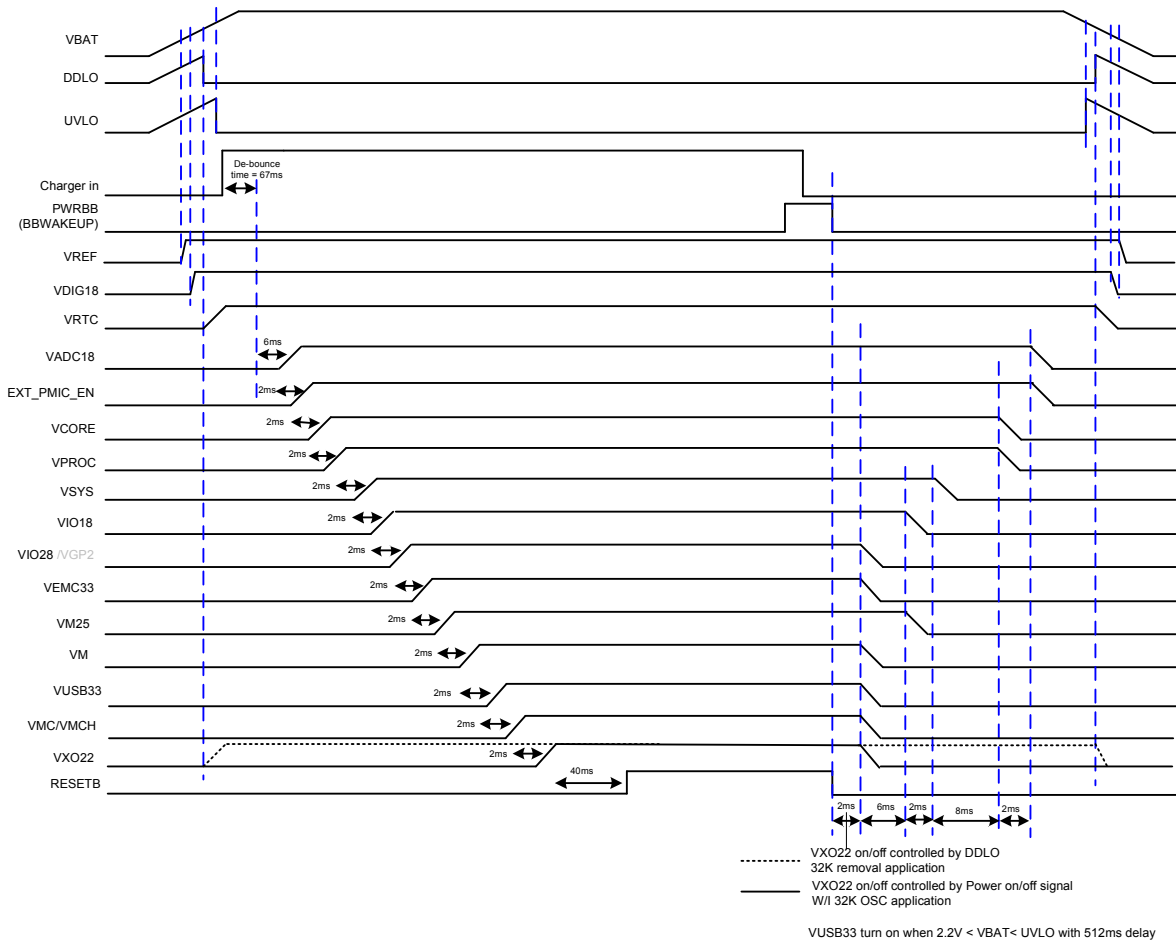 VBAT
DDLO
UVLO
De-bounce
time = 67ms
Charger in
PWRBB
(BBWAKEUP)
VREF
VDIG18
VRTC
6ms
VADC18
2ms
EXT_PMIC_EN
2ms
VCORE
2ms
VPROC
2ms
VSYS
2ms
VIO18
2ms
VIO28 /VGP2
2ms
VEMC33
2ms
VM25
2ms
VM
2ms
VUSB33
2ms
VMC/VMCH
2ms
VXO22
40ms
RESETB
2ms 6ms 2ms 8ms 2ms
VXO22 on/off controlled by DDLO
32K removal application
VXO22 on/off controlled by Power on/off signal
W/I 32K OSC application
VUSB33 turn on when 2.2V < VBAT< UVLO with 512ms delay